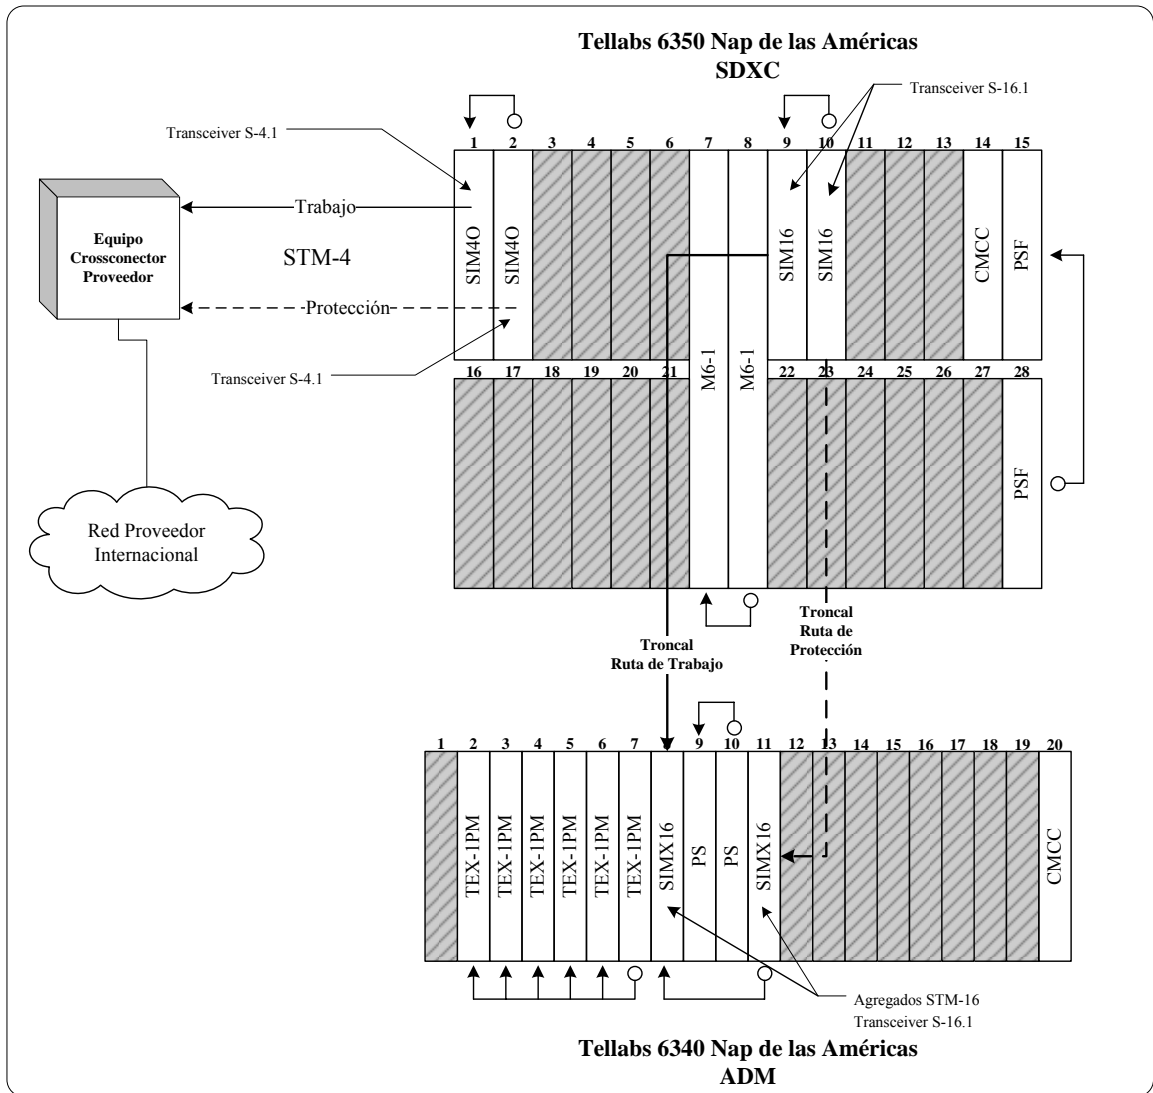 Tellabs 6350 Nap de las Américas
SDXC
Transceiver S-16.1
Transceiver S-4.1
1 2 3 4 5 6 7 8 9 10 11 12 13 14 15
Equipo
Crossconector
Proveedor
Trabajo
STM-4
Protección
SIM4O
SIM4O
SIM16
SIM16
CMCC
PSF
Transceiver S-4.1
M6-1
M6-1
16 17 18 19 20 21 22 23 24 25 26 27 28
PSF
Red Proveedor
Internacional
Troncal
Ruta de Trabajo
Troncal
Ruta de
Protección
1 2 3 4 5 6 7 8 9 10 11 12 13 14 15 16 17 18 19 20
TEX-1PM
TEX-1PM
TEX-1PM
TEX-1PM
TEX-1PM
TEX-1PM
SIMX16
PS
PS
SIMX16
CMCC
Agregados STM-16
Transceiver S-16.1
Tellabs 6340 Nap de las Américas
ADM